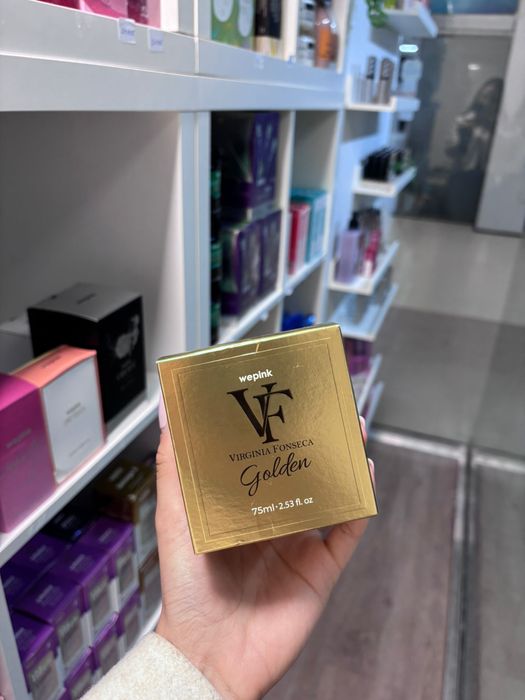 wepink
VF
VIRGINIA FONSECA
Golden
75ml • 2.53 fl. oz